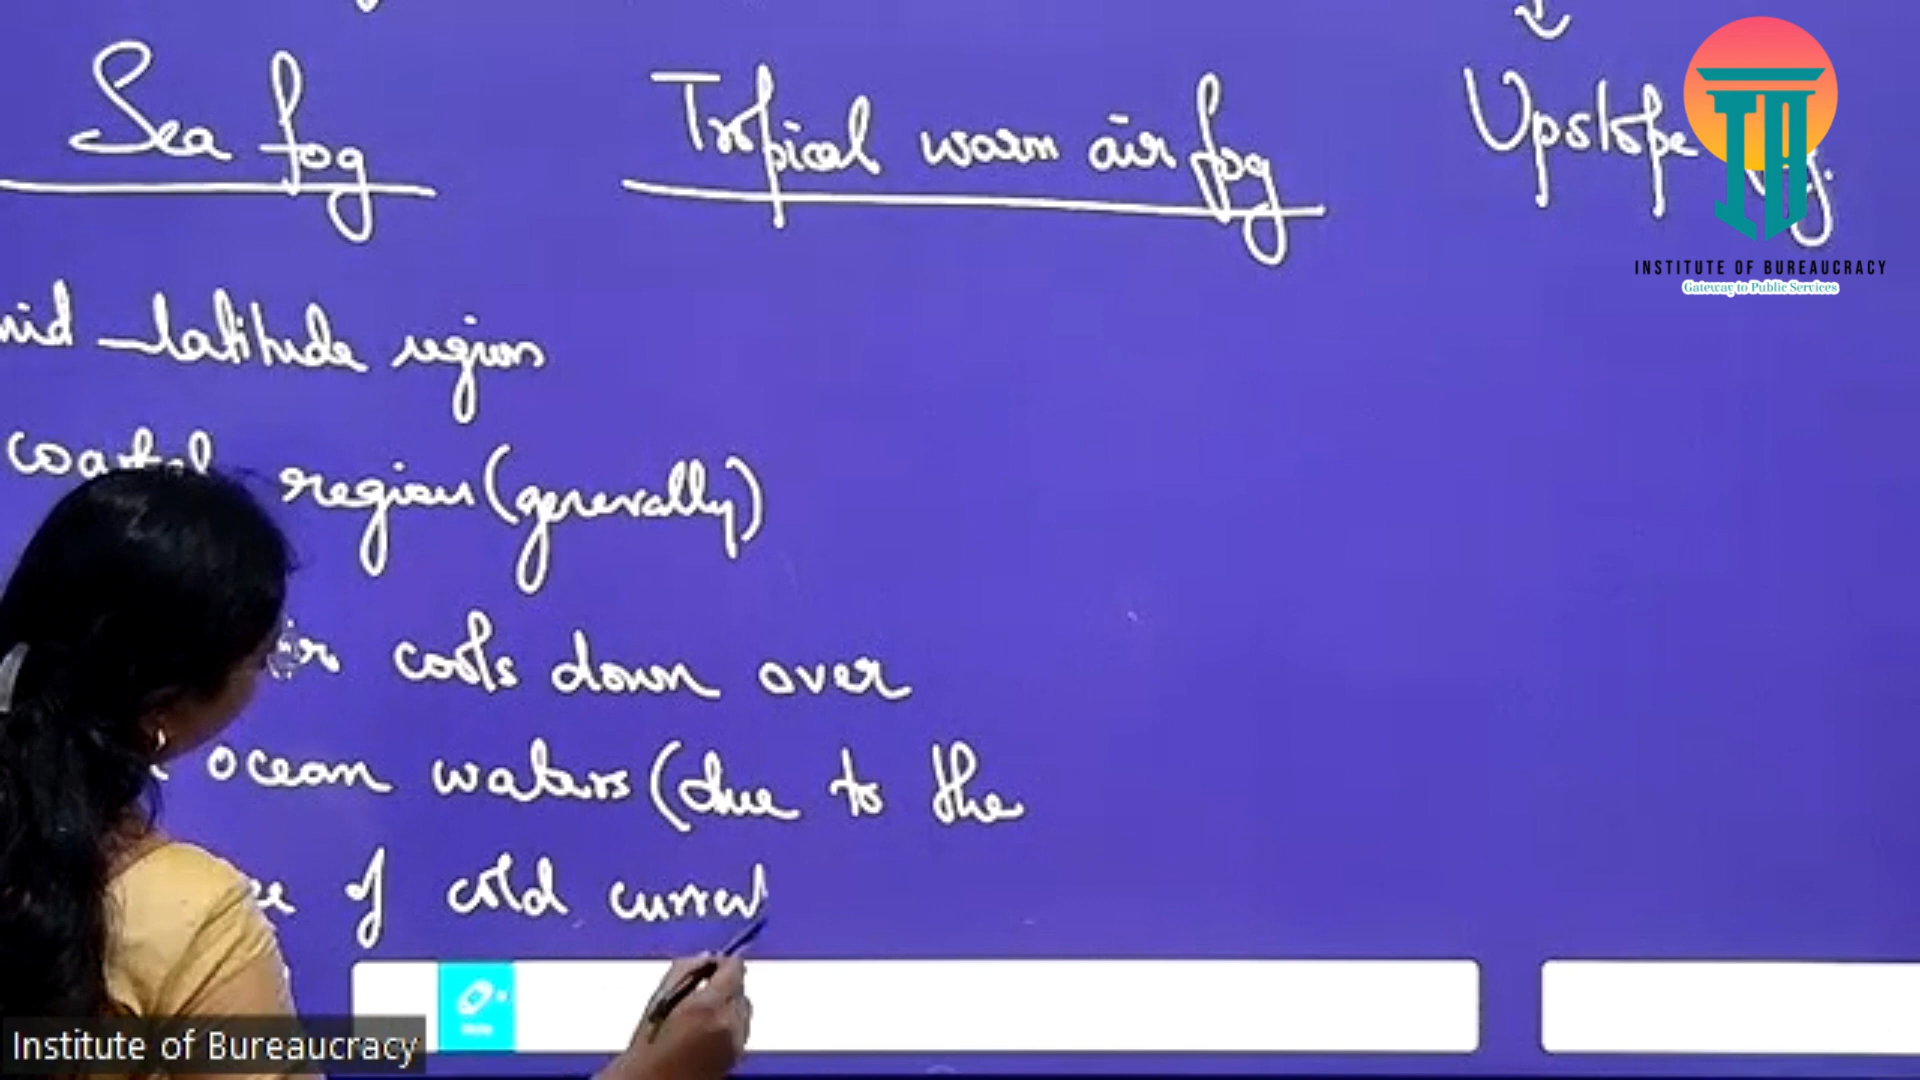 Sea fog
Tropical warm air fog
Upslope
INSTITUTE OF BUREAUCRACY
Gateway to Public Services
mid-latitude region
coastal region (generally)
cools down over
ocean waters (due to the
of cold current
Institute of Bureaucracy